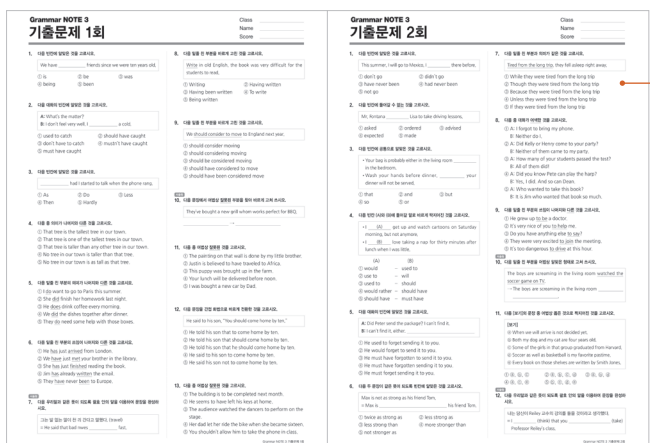 Grammar NOTE 3
기출문제 1회
Class
Name
Score
1. 다음 빈칸에 알맞은 것을 고르시오.
We have ________ friends since we were ten years old.
① is ② be ③ was
④ being ⑤ been
2. 다음 대화의 빈칸에 알맞은 것을 고르시오.
A: What's the matter?
B: I don't feel very well. I ________ a cold.
① used to catch ② should have caught
③ don't have to catch ④ mustn't have caught
⑤ must have caught
3. 다음 빈칸에 알맞은 것을 고르시오.
________ had I started to talk when the phone rang.
① As ② Do ③ Less
④ Then ⑤ Hardly
4. 다음 중 의미가 나머지와 다른 것을 고르시오.
① That tree is the tallest tree in our town.
② That tree is one of the tallest trees in our town.
③ That tree is taller than any other tree in our town.
④ No tree in our town is taller than that tree.
⑤ No tree in our town is as tall as that tree.
5. 다음 밑줄 친 부분의 쓰임이 나머지와 다른 것을 고르시오.
① I do want to go to Paris this summer.
② She did finish her homework last night.
③ He does drink coffee every morning.
④ We did the dishes together after dinner.
⑤ They do need some help with those boxes.
6. 다음 밑줄 친 부분의 쓰임이 나머지와 다른 것을 고르시오.
① He has just arrived from London.
② We have just met your brother in the library.
③ She has just finished reading the book.
④ Jim has already written the email.
⑤ They have never been to Europe.
7. 다음 우리말과 같은 뜻이 되도록 괄호 안의 말을 이용하여 문장을 완성하시오.
그는 잃을 것이 전혀 없다고 말했다. (travel)
→ He said that bad news ________ fast.
8. 다음 밑줄 친 부분을 바르게 고친 것을 고르시오.
Write in old English, the book was very difficult for the
students to read.
① Writing ② Having written
③ Having been written ④ To write
⑤ Being written
9. 다음 밑줄 친 부분을 바르게 고친 것을 고르시오.
We should consider to move to England next year.
① should consider moving
② should considering moving
③ should be considered moving
④ should have considered to move
⑤ should have been considered move
10. 다음 문장에서 어법상 잘못된 부분을 찾아 바르게 고쳐 쓰시오.
They've bought a new grill when works perfect for BBQ.
________ → ________
11. 다음 중 어법상 잘못된 것을 고르시오.
① The painting on that wall is done by my little brother.
② Justin is believed to have traveled to Africa.
③ This puppy was brought up in the farm.
④ Your lunch will be delivered before noon.
⑤ I was bought a new car by Dad.
12. 다음 문장을 간접 화법으로 바르게 전환한 것을 고르시오.
He said to his son, "You should come home by ten."
① He told his son that to come home by ten.
② He told his son that should come home by ten.
③ He told his son that he should come home by ten.
④ He said to his son to come home by ten.
⑤ He said his son not to come home by ten.
13. 다음 중 어법상 잘못된 것을 고르시오.
① The building is to be completed next month.
② He seems to have left his keys at home.
③ The audience watched the dancers to perform on the
stage.
④ Her dad let her ride the bike when she became sixteen.
⑤ You shouldn't allow him to take the phone in class.
Grammar NOTE 3
기출문제 2회
Class
Name
Score
1. 다음 빈칸에 알맞은 것을 고르시오.
This summer, I will go to Mexico. I ________ there before.
① don't go ② didn't go
③ have never been ④ had never been
⑤ not go
2. 다음 빈칸에 들어갈 수 없는 것을 고르시오.
Mr. Konipna ________ Lisa to take driving lessons.
① asked ② ordered ③ advised
④ expected ⑤ made
3. 다음 빈칸에 공통으로 알맞은 것을 고르시오.
• Your bag is probably either in the living room ________
in the bedroom.
• Wash your hands before dinner, ________ your
dinner will not be served.
① that ② and ③ but
④ so ⑤ or
4. 다음 빈칸 (A)와 (B)에 들어갈 말로 바르게 짝지어진 것을 고르시오.
• I (A) get up and watch cartoons on Saturday
morning, but not anymore.
• I (B) love taking a nap for thirty minutes after
lunch when I was little.
(A) (B)
① would – used to
② use to – will
③ used to – should
④ would rather – should have
⑤ should have – must have
5. 다음 대화의 빈칸에 알맞은 것을 고르시오.
A: Did Peter send the package? I can't find it.
B: I can't find it, either. ________
① He used to forget sending it to you.
② He would forget to send it to you.
③ He must have forgotten to send it to you.
④ He must have forgotten sending it to you.
⑤ He must forget sending it to you.
6. 다음 두 문장이 같은 뜻이 되도록 빈칸에 알맞은 것을 고르시오.
Max is not as strong as his friend Tom.
= Max is ________ his friend Tom.
① twice as strong as ② less strong as
③ less strong than ④ more stronger than
⑤ not stronger as
7. 다음 밑줄 친 부분과 의미가 같은 것을 고르시오.
Tired from the long trip, they fell asleep right away.
① While they were tired from the long trip
② Though they were tired from the long trip
③ Because they were tired from the long trip
④ Unless they were tired from the long trip
⑤ If they were tired from the long trip
8. 다음 중 대화가 어색한 것을 고르시오.
① A: I forgot to bring my phone.
B: Neither do I.
② A: Did Kelly or Henry come to your party?
B: Neither of them came to my party.
③ A: How many of your students passed the test?
B: All of them did!
④ A: Did you know Pete can play the harp?
B: Yes, I did. And so can Dean.
⑤ A: Who wanted to take this book?
B: It is Jim who wanted that book so much.
9. 다음 밑줄 친 부분의 쓰임이 나머지와 다른 것을 고르시오.
① He grew up to be a doctor.
② It's very nice of you to help me.
③ Do you have anything else to say?
④ They were very excited to join the meeting.
⑤ It's too dangerous to drive at this hour.
10. 다음 밑줄 친 부분을 어법상 알맞은 형태로 고쳐 쓰시오.
The boys are screaming in the living room watched the
soccer game on TV.
→ The boys are screaming in the living room ________
________.
11. 다음 [보기]의 문장 중 어법상 옳은 것으로 짝지어진 것을 고르시오.
[보기]
ⓐ When we will arrive is not decided yet.
ⓑ Both my dog and my cat are four years old.
ⓒ Some of the girls in that group graduated from Harvard.
ⓓ Soccer as well as basketball is my favorite pastime.
ⓔ Every book on those shelves are written by Smith Jones.
12. 다음 우리말과 같은 뜻이 되도록 괄호 안의 말을 이용하여 문장을 완성하시오.
= I ________ (think) that you ________ (take)
Professor Farley's class.